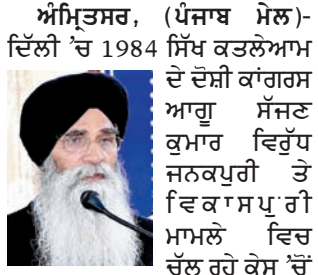 ਅੰਮ੍ਰਿਤਸਰ, (ਪੰਜਾਬ ਮੇਲ)-
ਦਿੱਲੀ ’ਚ 1984 ਸਿੱਖ ਕਤਲੇਆਮ
ਦੇ ਦੋਸ਼ੀ ਕਾਂਗਰਸ
ਆਗੂ ਸੱਜਣ
ਕੁਮਾਰ ਵਿਰੁੱਧ
ਜਨਕਪੁਰੀ ਤੇ
ਵਿਕਾਸਪੁਰੀ
ਮਾਮਲੇ ਵਿਚ
ਚੱਲ ਰਹੇ ਕੇਸ ’ਚੋਂ